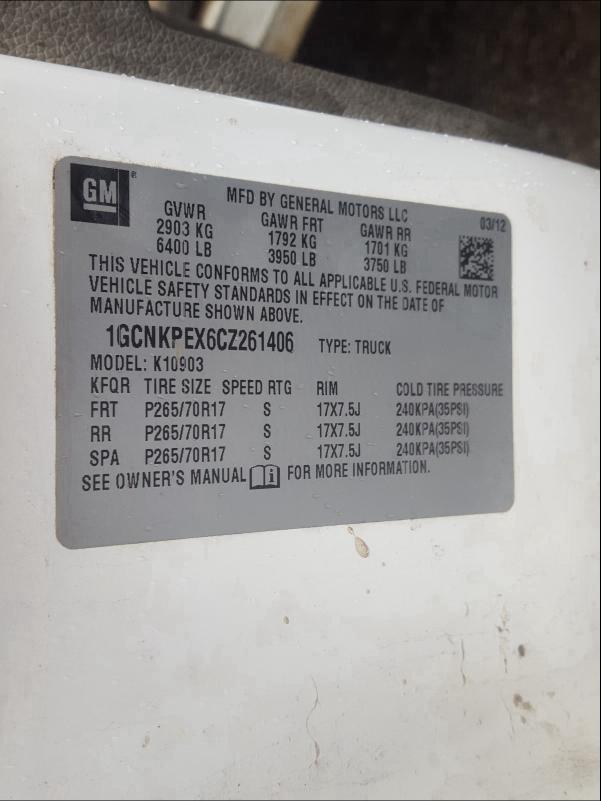 GM ®
MFD BY GENERAL MOTORS LLC
03/12
GVWR GAWR FRT GAWR RR
2903 KG 1792 KG 1701 KG
6400 LB 3950 LB 3750 LB
THIS VEHICLE CONFORMS TO ALL APPLICABLE U.S. FEDERAL MOTOR
VEHICLE SAFETY STANDARDS IN EFFECT ON THE DATE OF
MANUFACTURE SHOWN ABOVE.
1GCNKPEX6CZ261406 TYPE: TRUCK
MODEL: K10903
KFQR TIRE SIZE SPEED RTG RIM COLD TIRE PRESSURE
FRT P265/70R17 S 17X7.5J 240KPA(35PSI)
RR P265/70R17 S 17X7.5J 240KPA(35PSI)
SPA P265/70R17 S 17X7.5J 240KPA(35PSI)
SEE OWNER'S MANUAL i FOR MORE INFORMATION.